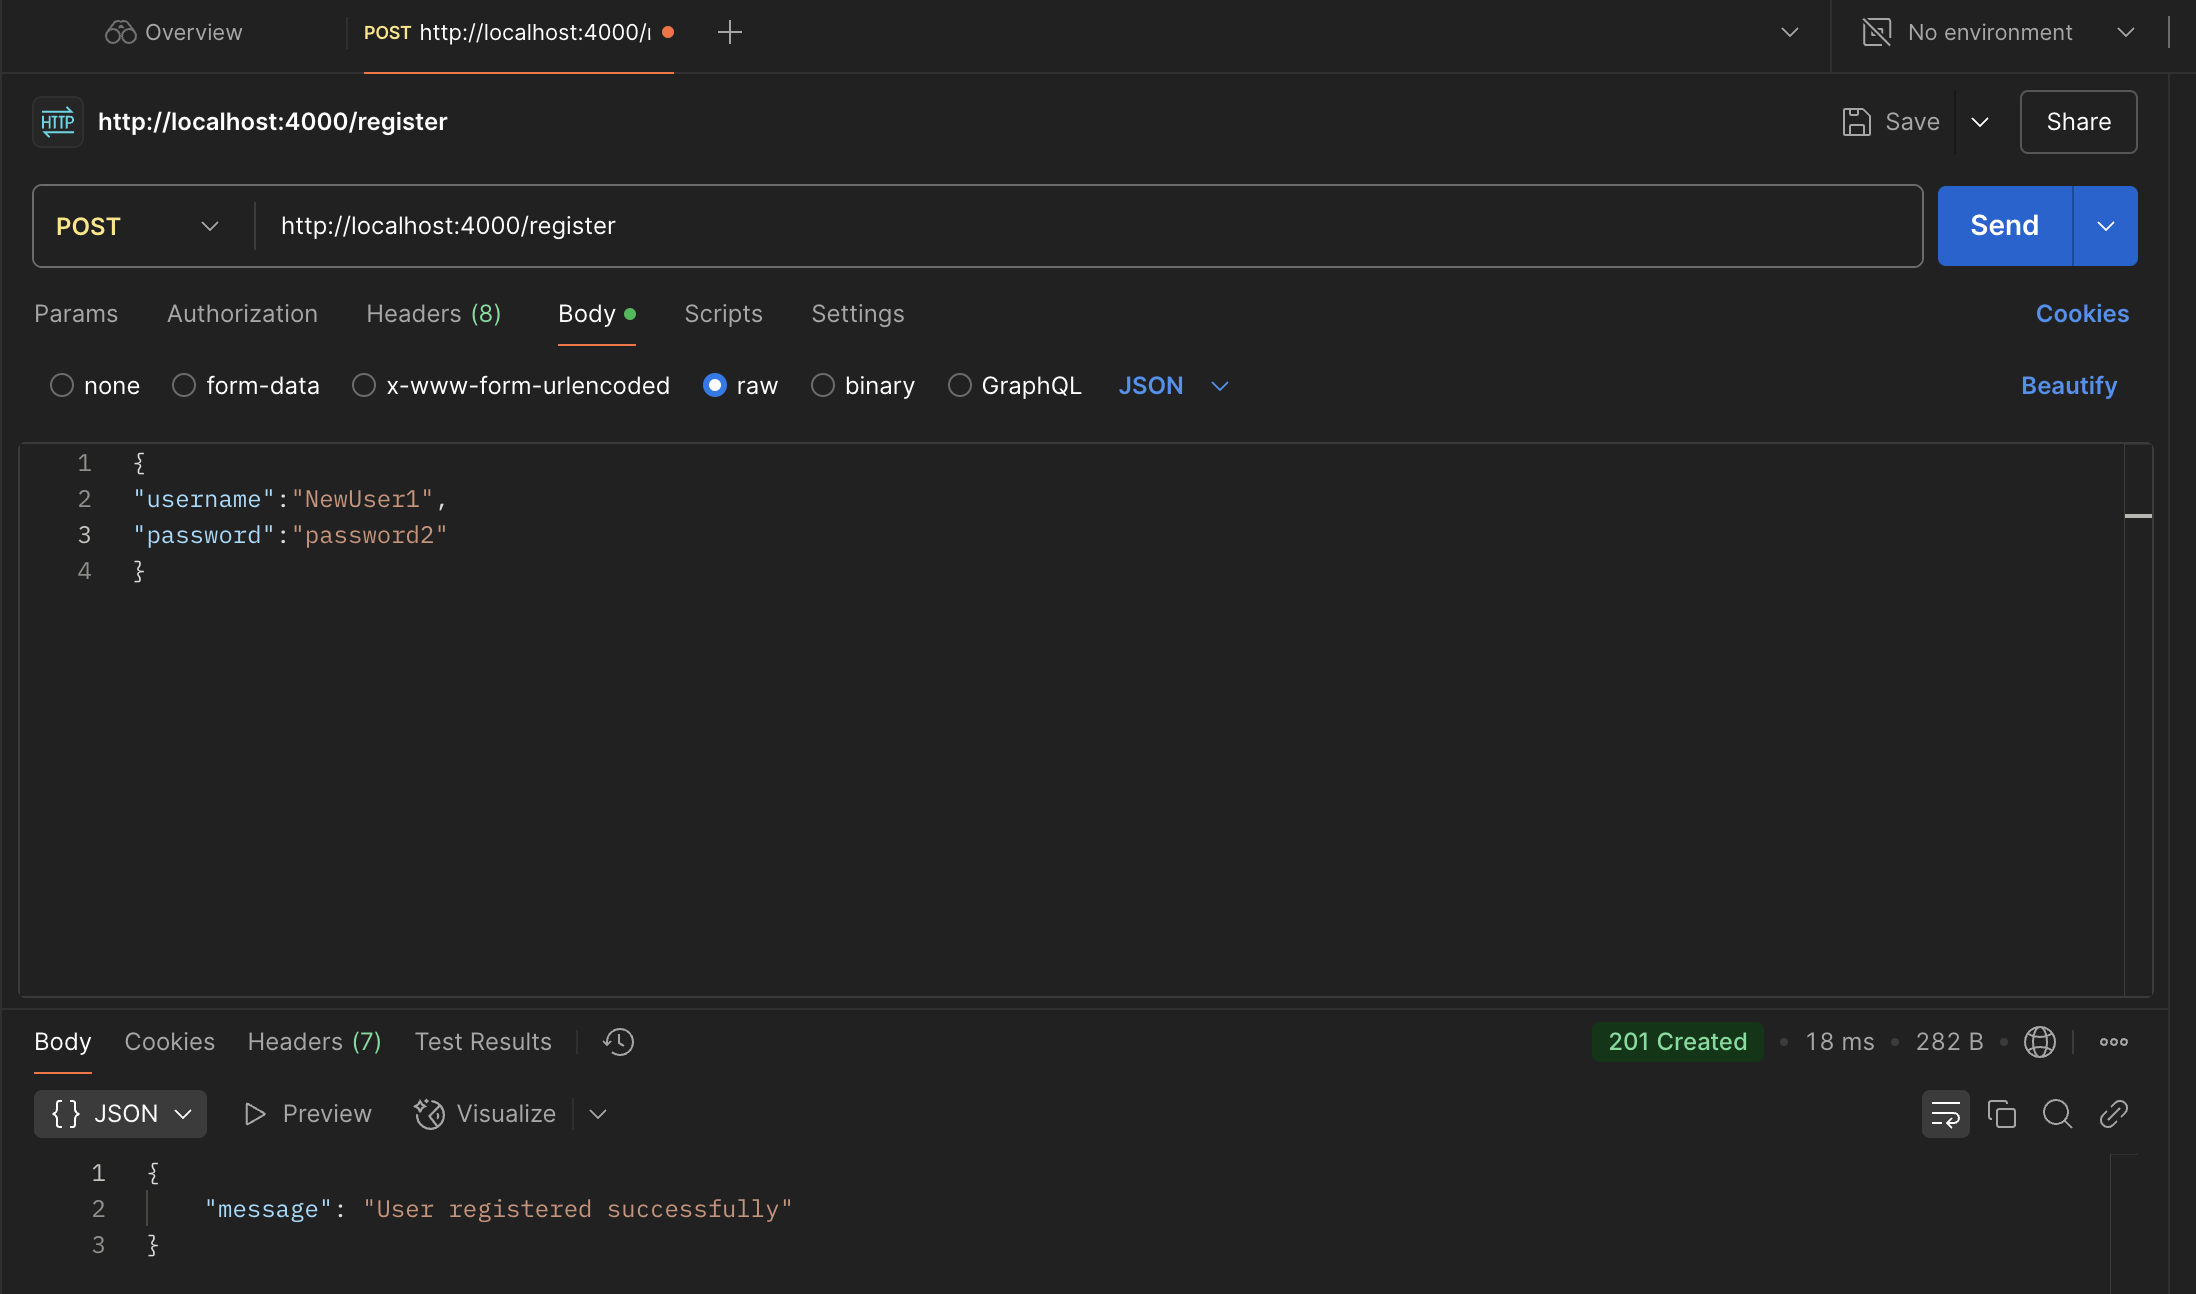 Overview POST http://localhost:4000/r No environment
HTTP http://localhost:4000/register Save Share
POST http://localhost:4000/register Send
Params Authorization Headers (8) Body Scripts Settings Cookies
none form-data x-www-form-urlencoded raw binary GraphQL JSON Beautify
1 {
2 "username":"NewUser1",
3 "password":"password2"
4 }
Body Cookies Headers (7) Test Results 201 Created • 18 ms • 282 B •
{} JSON Preview Visualize
1 {
2 "message": "User registered successfully"
3 }